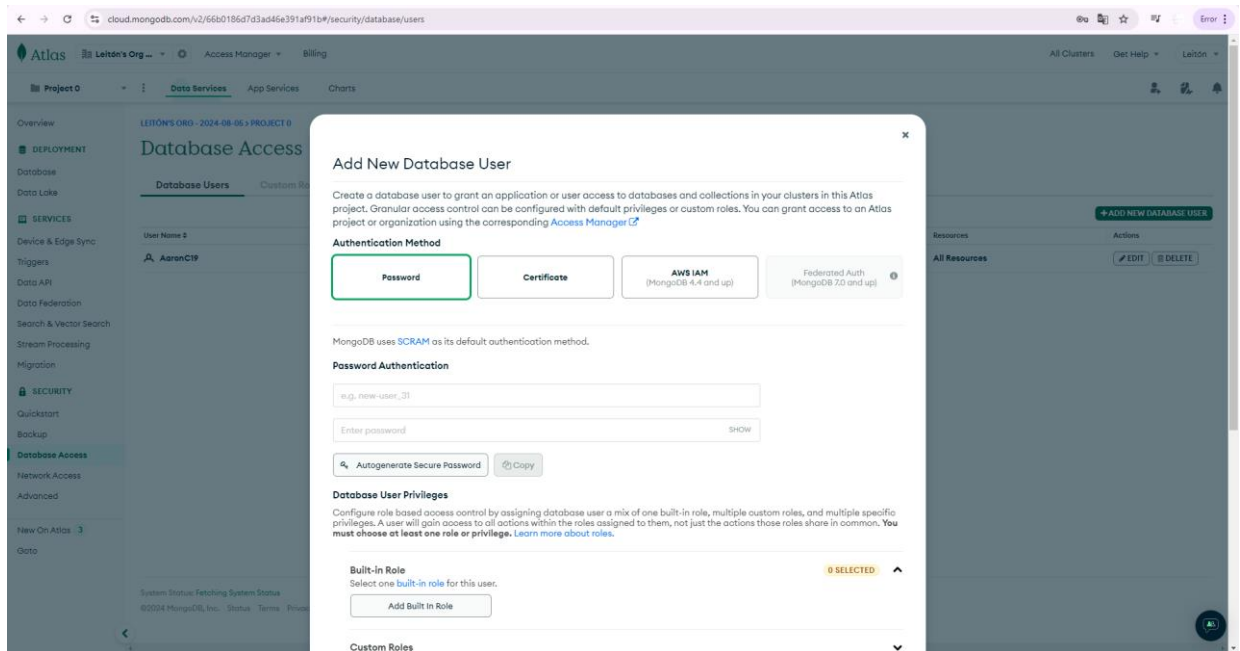 cloud.mongodb.com/v2/66b0186d7d3ad46e391af91b#/security/database/users
Error
Atlas
Leitón's Org ...
Access Manager
Billing
All Clusters
Get Help
Leitón
Project 0
Data Services
App Services
Charts
Overview
DEPLOYMENT
Database
Data Lake
SERVICES
Device & Edge Sync
Triggers
Data API
Data Federation
Search & Vector Search
Stream Processing
Migration
SECURITY
Quickstart
Backup
Database Access
Network Access
Advanced
New On Atlas 3
Goto
LEITÓN'S ORG - 2024-08-05 > PROJECT 0
Database Access
Database Users
Custom Ro
+ADD NEW DATABASE USER
User Name
Resources
Actions
AaronC19
All Resources
EDIT
DELETE
System Status: Fetching System Status
©2024 MongoDB, Inc. Status Terms Privac
Add New Database User
Create a database user to grant an application or user access to databases and collections in your clusters in this Atlas
project. Granular access control can be configured with default privileges or custom roles. You can grant access to an Atlas
project or organization using the corresponding Access Manager
Authentication Method
Password
Certificate
AWS IAM
(MongoDB 4.4 and up)
Federated Auth
(MongoDB 7.0 and up)
MongoDB uses SCRAM as its default authentication method.
Password Authentication
e.g. new-user_31
Enter password
SHOW
Autogenerate Secure Password
Copy
Database User Privileges
Configure role based access control by assigning database user a mix of one built-in role, multiple custom roles, and multiple specific
privileges. A user will gain access to all actions within the roles assigned to them, not just the actions those roles share in common. You
must choose at least one role or privilege. Learn more about roles.
Built-in Role
0 SELECTED
Select one built-in role for this user.
Add Built In Role
Custom Roles